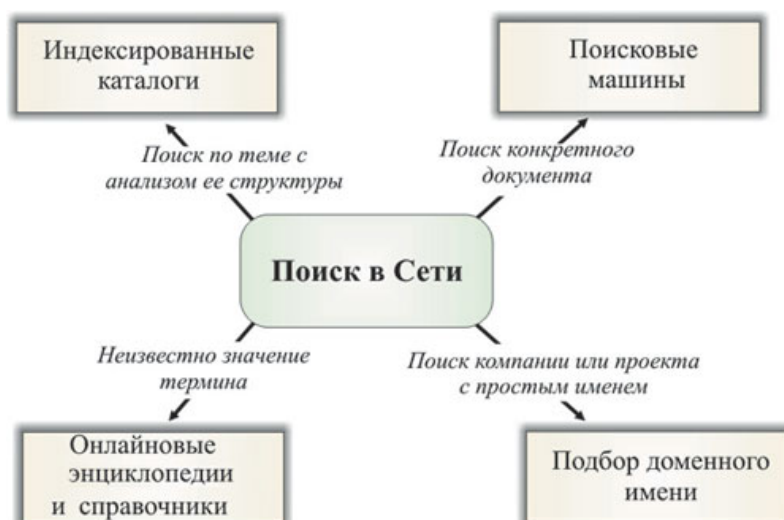 Индексированные
каталоги
Поисковые
машины
Поиск по теме с
анализом ее структуры
Поиск конкретного
документа
Поиск в Сети
Неизвестно значение
термина
Поиск компании или проекта
с простым именем
Онлайновые
энциклопедии
и справочники
Подбор доменного
имени